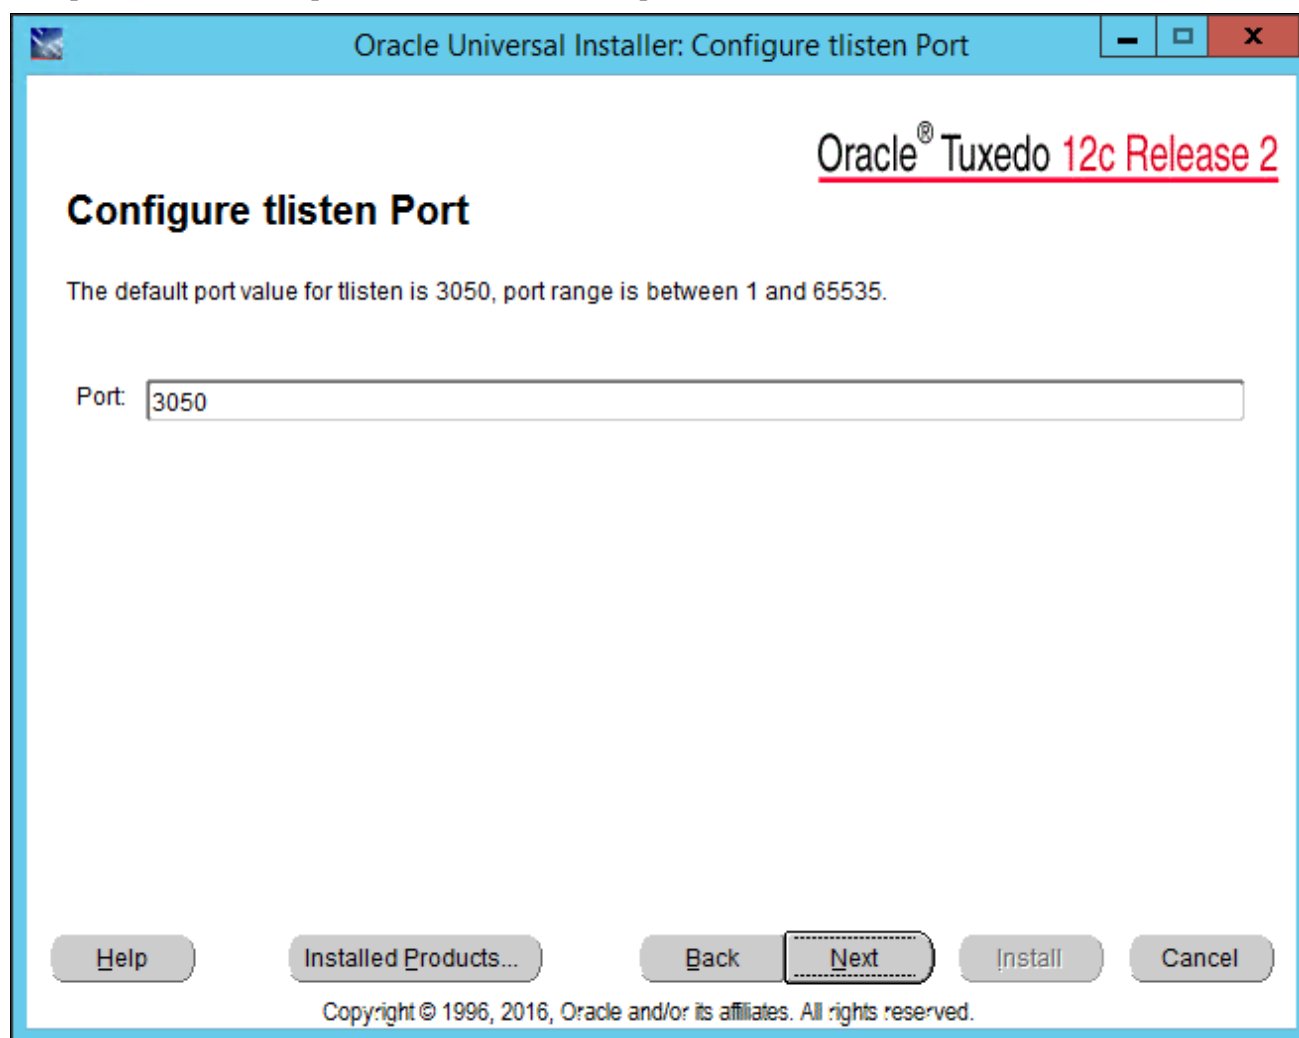 Oracle Universal Installer: Configure tlisten Port
Oracle® Tuxedo 12c Release 2
Configure tlisten Port
The default port value for tlisten is 3050, port range is between 1 and 65535.
Port: 3050
Help Installed Products... Back Next Install Cancel
Copyright © 1996, 2016, Oracle and/or its affiliates. All rights reserved.